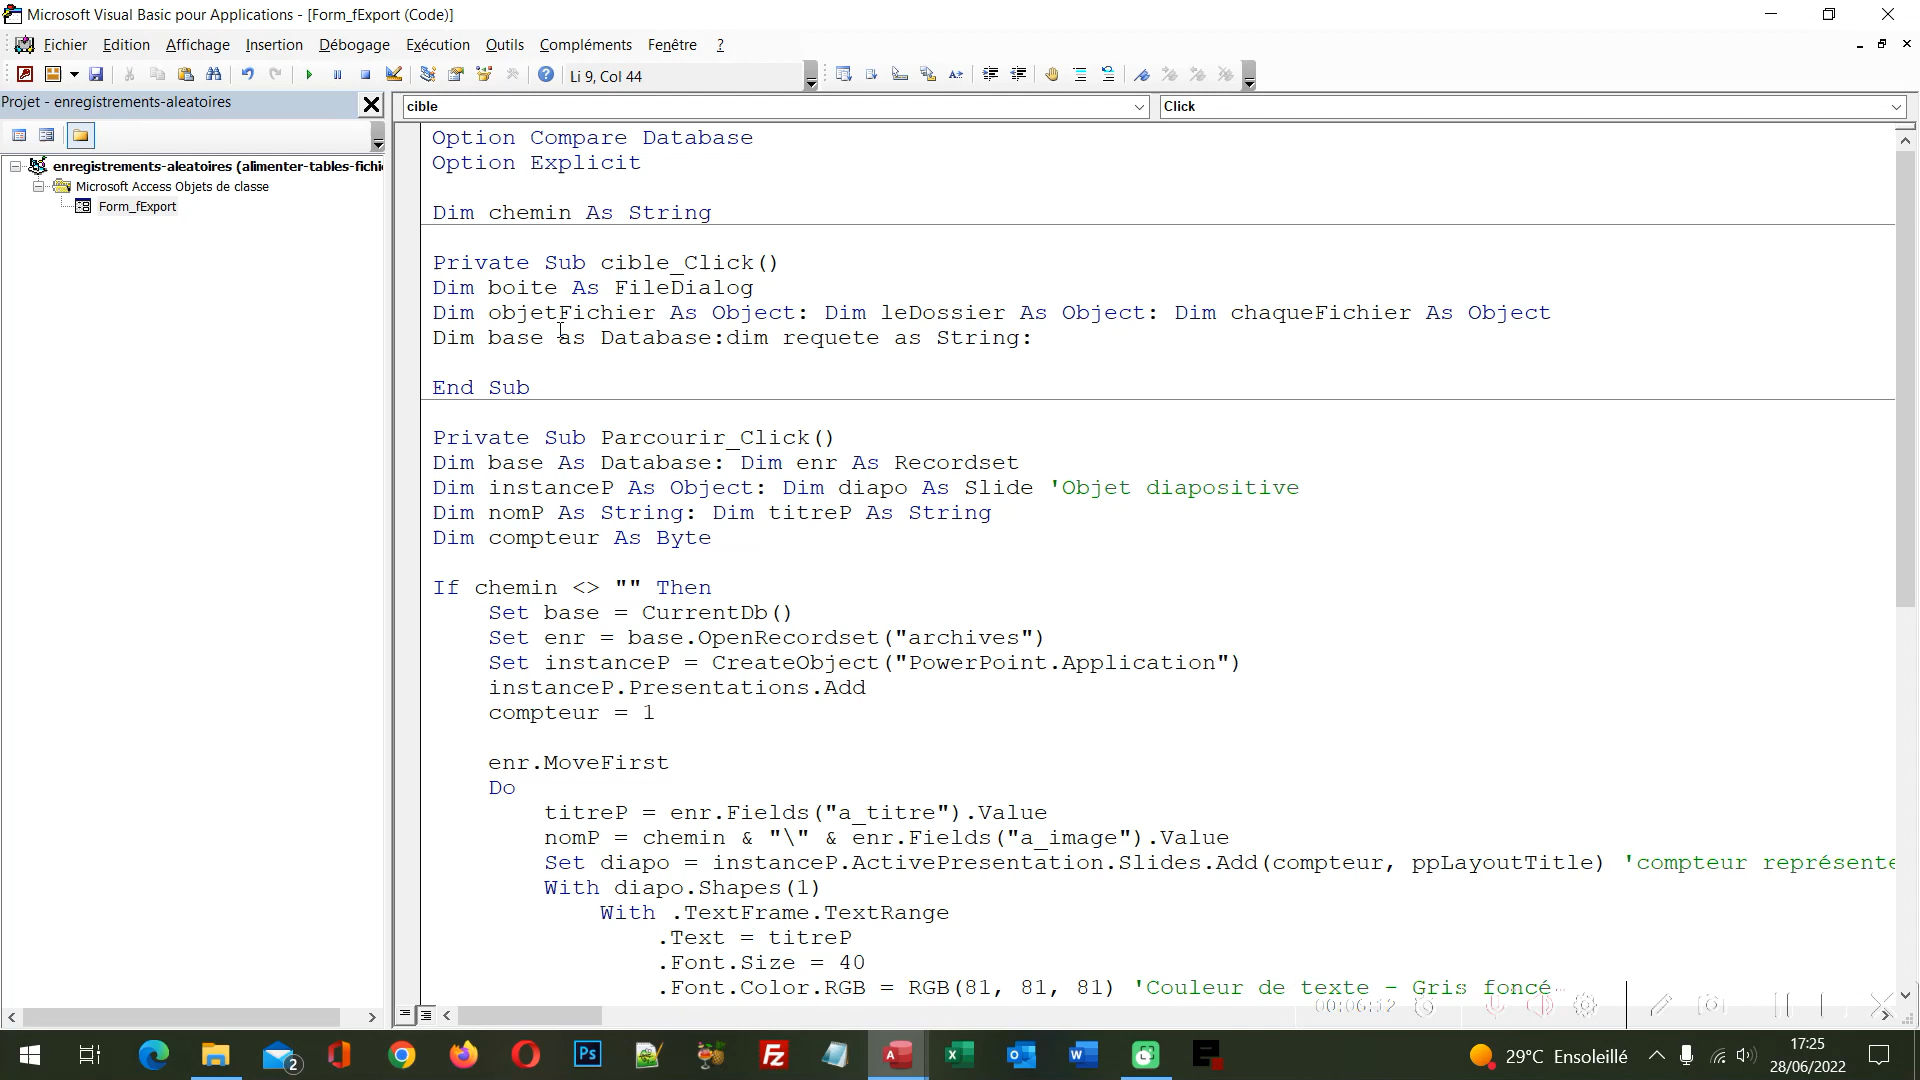 Microsoft Visual Basic pour Applications - [Form_fExport (Code)]
Fichier Edition Affichage Insertion Débogage Exécution Outils Compléments Fenêtre ?
Li 9, Col 44
Projet - enregistrements-aleatoires
cible
Click
enregistrements-aleatoires (alimenter-tables-fichi
Microsoft Access Objets de classe
Form_fExport
Option Compare Database
Option Explicit
Dim chemin As String
Private Sub cible_Click()
Dim boite As FileDialog
Dim objetFichier As Object: Dim leDossier As Object: Dim chaqueFichier As Object
Dim base as Database:dim requete as String:
End Sub
Private Sub Parcourir_Click()
Dim base As Database: Dim enr As Recordset
Dim instanceP As Object: Dim diapo As Slide 'Objet diapositive
Dim nomP As String: Dim titreP As String
Dim compteur As Byte
If chemin <> "" Then
Set base = CurrentDb()
Set enr = base.OpenRecordset("archives")
Set instanceP = CreateObject("PowerPoint.Application")
instanceP.Presentations.Add
compteur = 1
enr.MoveFirst
Do
titreP = enr.Fields("a_titre").Value
nomP = chemin & "\" & enr.Fields("a_image").Value
Set diapo = instanceP.ActivePresentation.Slides.Add(compteur, ppLayoutTitle) 'compteur représente
With diapo.Shapes(1)
With .TextFrame.TextRange
.Text = titreP
.Font.Size = 40
.Font.Color.RGB = RGB(81, 81, 81) 'Couleur de texte - Gris foncé
00:06:12
2
Ps
Fz
A
29°C Ensoleillé
17:25
28/06/2022